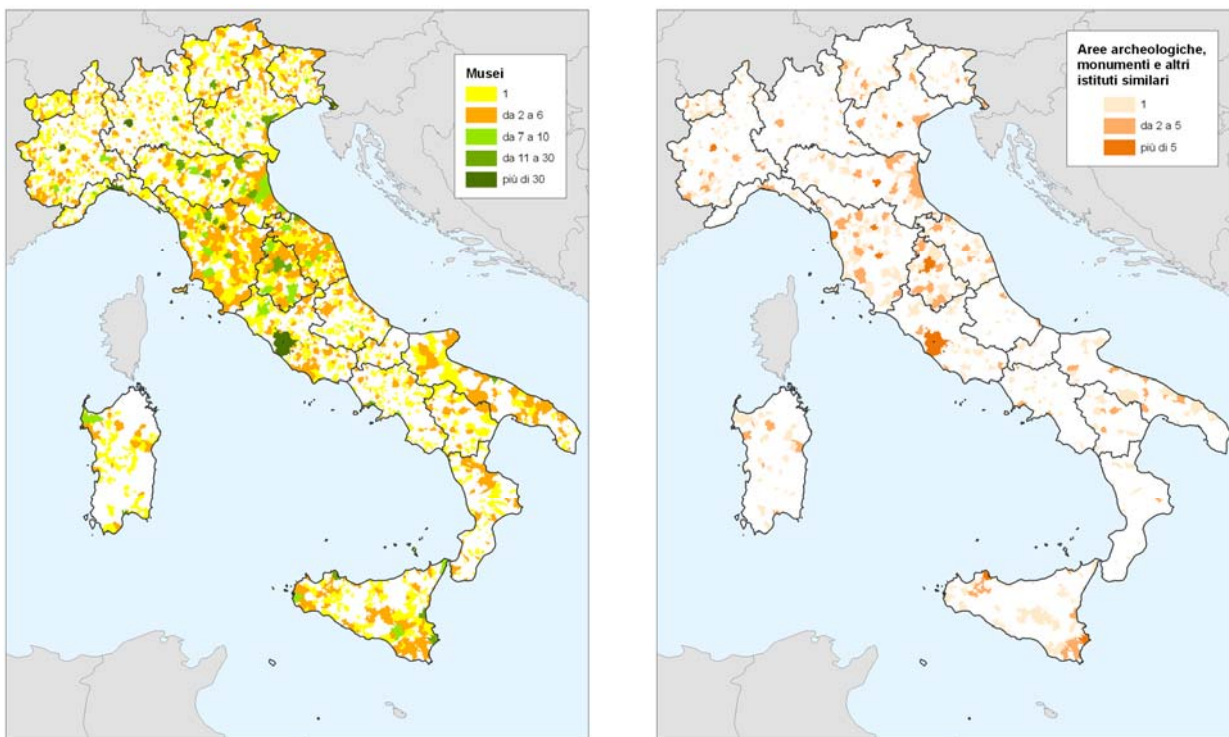 Musei
1
da 2 a 6
da 7 a 10
da 11 a 30
più di 30
Aree archeologiche,
monumenti e altri
istituti similari
1
da 2 a 5
più di 5